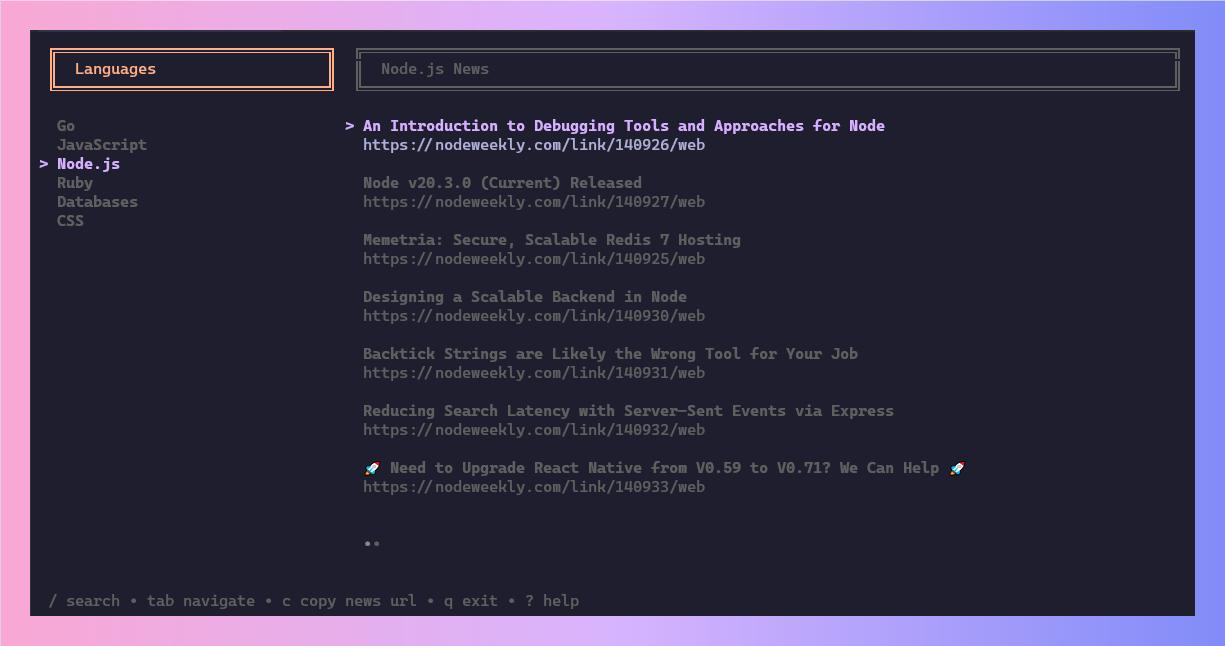 Languages
Node.js News
Go
JavaScript
> Node.js
Ruby
Databases
CSS
> An Introduction to Debugging Tools and Approaches for Node
https://nodeweekly.com/link/140926/web
Node v20.3.0 (Current) Released
https://nodeweekly.com/link/140927/web
Memetria: Secure, Scalable Redis 7 Hosting
https://nodeweekly.com/link/140925/web
Designing a Scalable Backend in Node
https://nodeweekly.com/link/140930/web
Backtick Strings are Likely the Wrong Tool for Your Job
https://nodeweekly.com/link/140931/web
Reducing Search Latency with Server—Sent Events via Express
https://nodeweekly.com/link/140932/web
🚀 Need to Upgrade React Native from V0.59 to V0.71? We Can Help 🚀
https://nodeweekly.com/link/140933/web
••
/ search • tab navigate • c copy news url • q exit • ? help